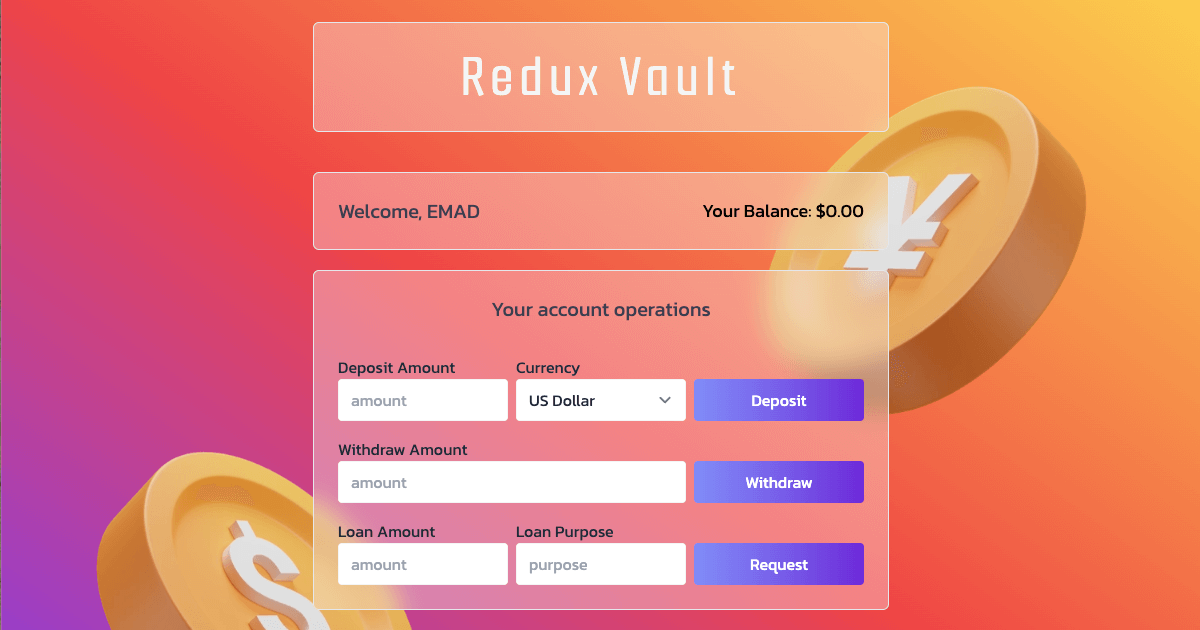 Redux Vault
Welcome, EMAD
Your Balance: $0.00
Your account operations
Deposit Amount
Currency
amount
US Dollar
Deposit
Withdraw Amount
amount
Withdraw
Loan Amount
Loan Purpose
amount
purpose
Request
¥
$